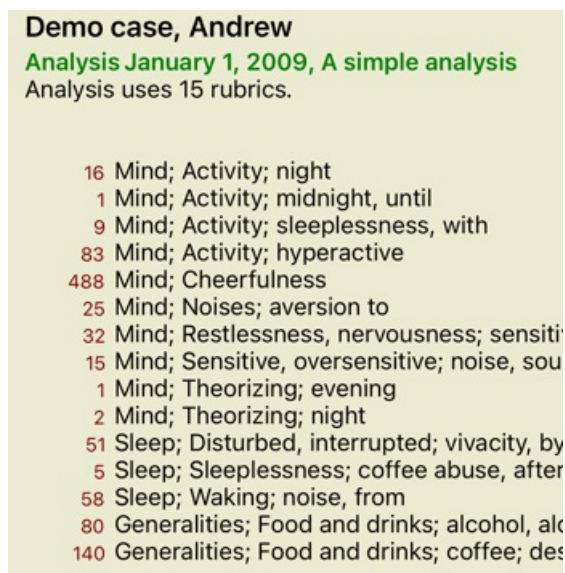 Demo case, Andrew
Analysis January 1, 2009, A simple analysis
Analysis uses 15 rubrics.
16 Mind; Activity; night
1 Mind; Activity; midnight, until
9 Mind; Activity; sleeplessness, with
83 Mind; Activity; hyperactive
488 Mind; Cheerfulness
25 Mind; Noises; aversion to
32 Mind; Restlessness, nervousness;
15 Mind; Sensitive, oversensitive; noise,
1 Mind; Theorizing; evening
2 Mind; Theorizing; night
51 Sleep; Disturbed, interrupted; vivacity, by
5 Sleep; Sleeplessness; coffee abuse, after
58 Sleep; Waking; noise, from
80 Generalities; Food and drinks; alcohol,
140 Generalities; Food and drinks; coffee;